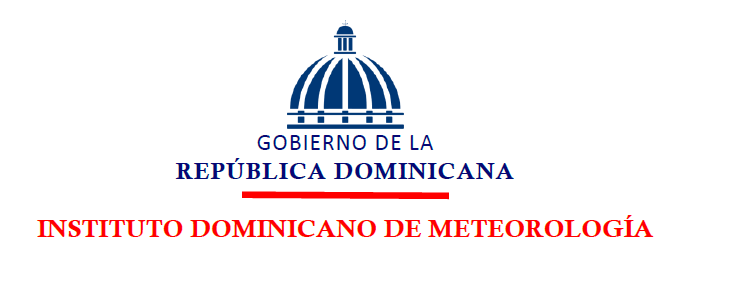 GOBIERNO DE LA
REPÚBLICA DOMINICANA
INSTITUTO DOMINICANO DE METEOROLOGÍA